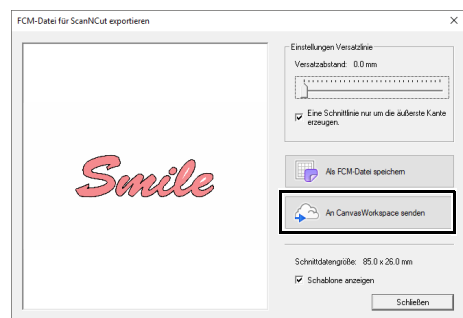 FCM-Datei für ScanNCut exportieren
Einstellungen Versatzlinie
Versatzabstand: 0.0 mm
Eine Schnittlinie nur um die äußerste Kante
erzeugen.
Smile
Als FCM-Datei speichern
An CanvasWorkspace senden
Schnittdatengröße: 85.0 x 26.0 mm
Schablone anzeigen
Schließen